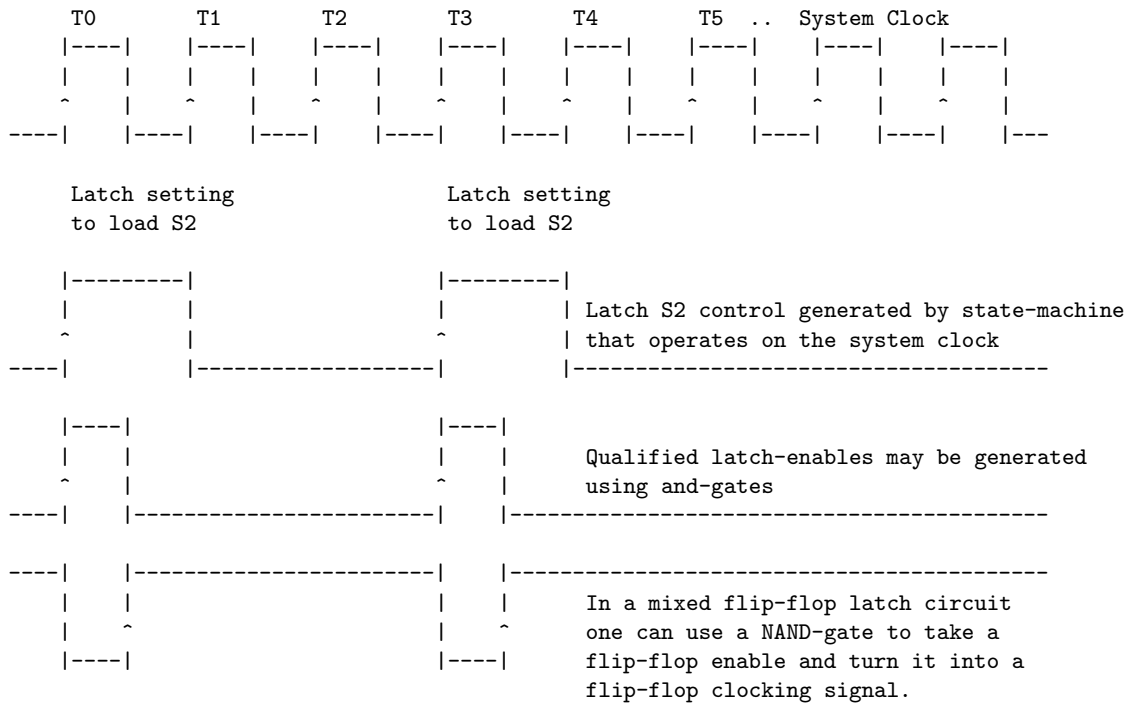 T0 T1 T2 T3 T4 T5 .. System Clock
Latch setting Latch setting
to load S2 to load S2
Latch S2 control generated by state-machine
that operates on the system clock
Qualified latch-enables may be generated
using and-gates
In a mixed flip-flop latch circuit
one can use a NAND-gate to take a
flip-flop enable and turn it into a
flip-flop clocking signal.